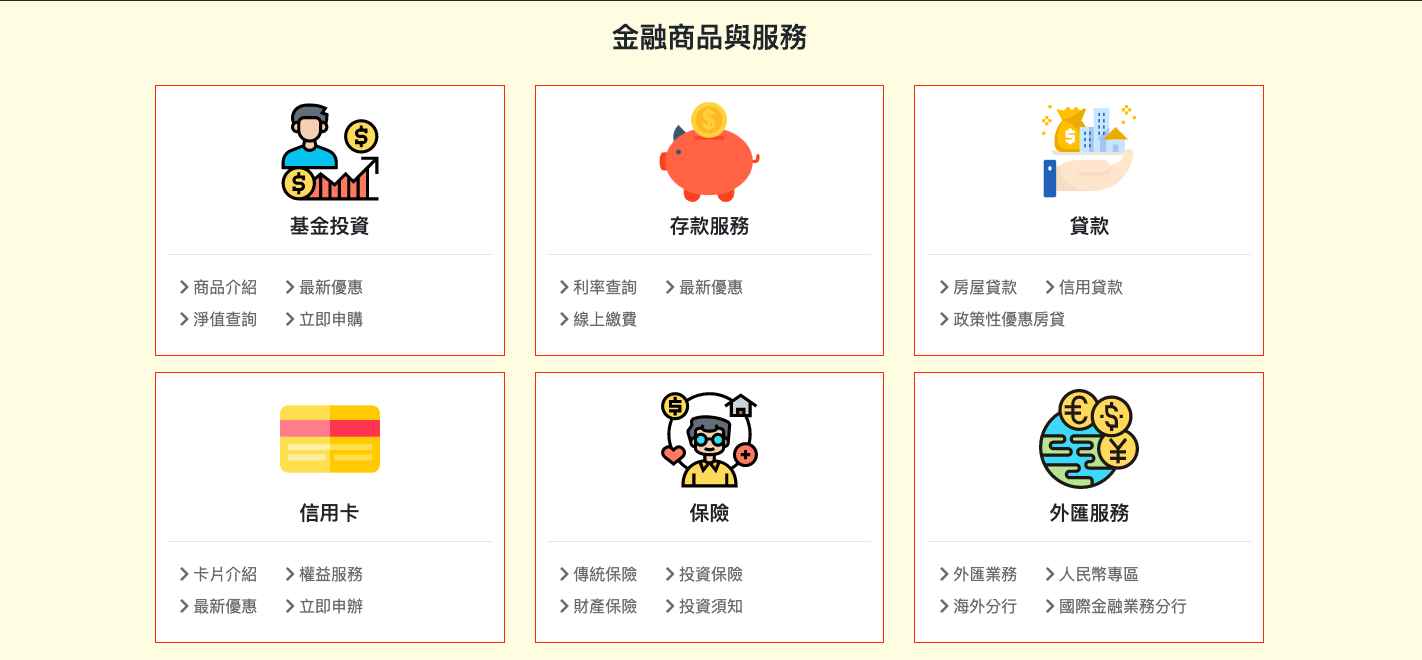 金融商品與服務
基金投資
商品介紹 最新優惠
淨值查詢 立即申購
存款服務
利率查詢 最新優惠
線上繳費
貸款
房屋貸款 信用貸款
政策性優惠房貸
信用卡
卡片介紹 權益服務
最新優惠 立即申辦
保險
傳統保險 投資保險
財產保險 投資須知
外匯服務
外匯業務 人民幣專區
海外分行 國際金融業務分行